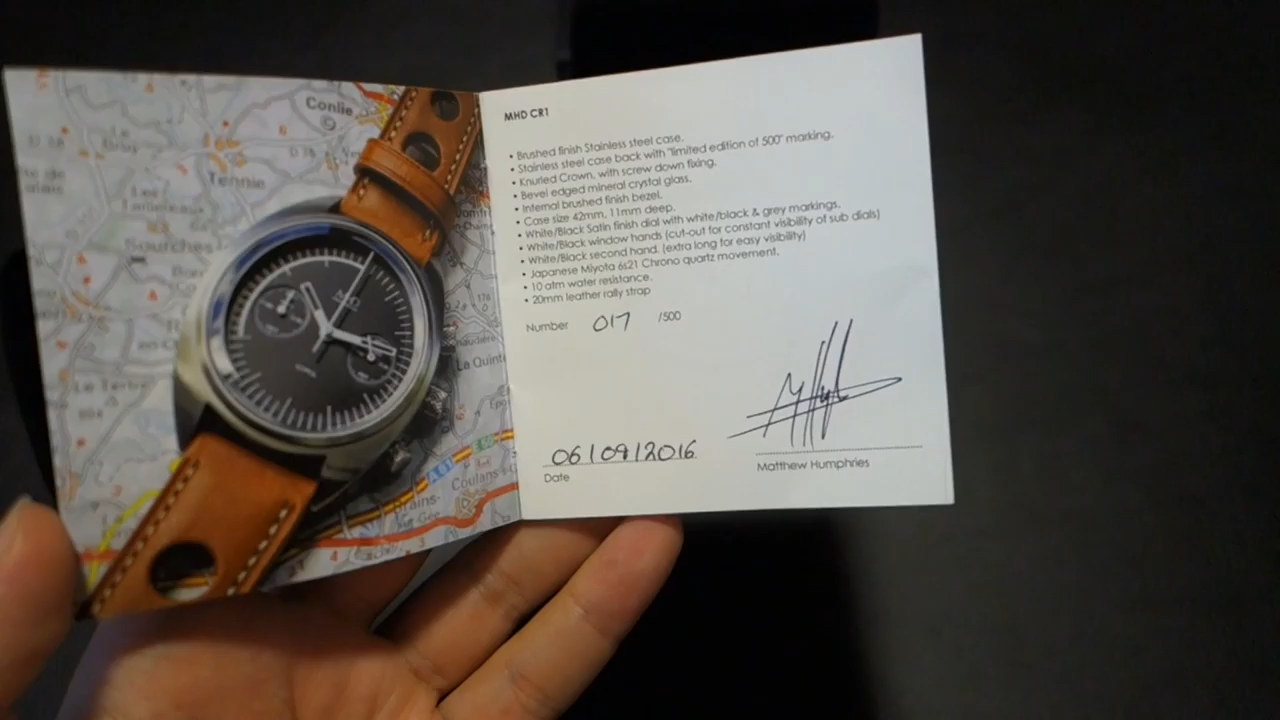 Conlie
Tennie
La Quinte
Coulans
MHD CR1
• Brushed finish Stainless steel case.
• Stainless steel case back with "limited edition of 500" marking.
• Knurled Crown, with screw down fixing.
• Bevel edged mineral crystal glass.
• Internal brushed finish bezel.
• Case size 42mm, 11mm deep.
• White/Black Satin finish dial with white/black & grey markings.
• White/Black window hands (cut-out for constant visibility of sub dials)
• White/Black second hand. (extra long for easy visibility)
• Japanese Miyota 6s21 Chrono quartz movement.
• 10 atm water resistance.
• 20mm leather rally strap
Number 017 /500
06/09/2016
Date
Matthew Humphries